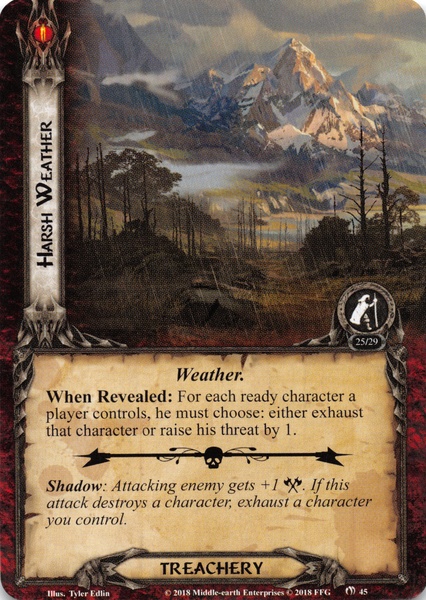 HARSH WEATHER
25/29
Weather.
When Revealed: For each ready character a
player controls, he must choose: either exhaust
that character or raise his threat by 1.
Shadow: Attacking enemy gets +1 . If this
attack destroys a character, exhaust a character
you control.
TREACHERY
Illus. Tyler Edlin
© 2018 Middle-earth Enterprises © 2018 FFG
45